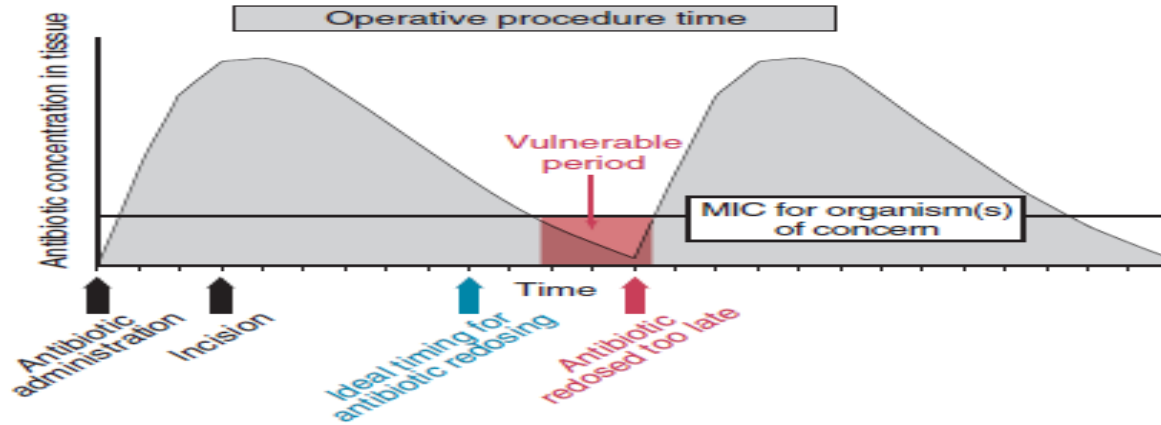 Operative procedure time
Antibiotic concentration in tissue
Vulnerable
period
MIC for organism(s)
of concern
Time
Antibiotic
administration
Incision
Ideal timing for
antibiotic redosing
Antibiotic
redosed too late